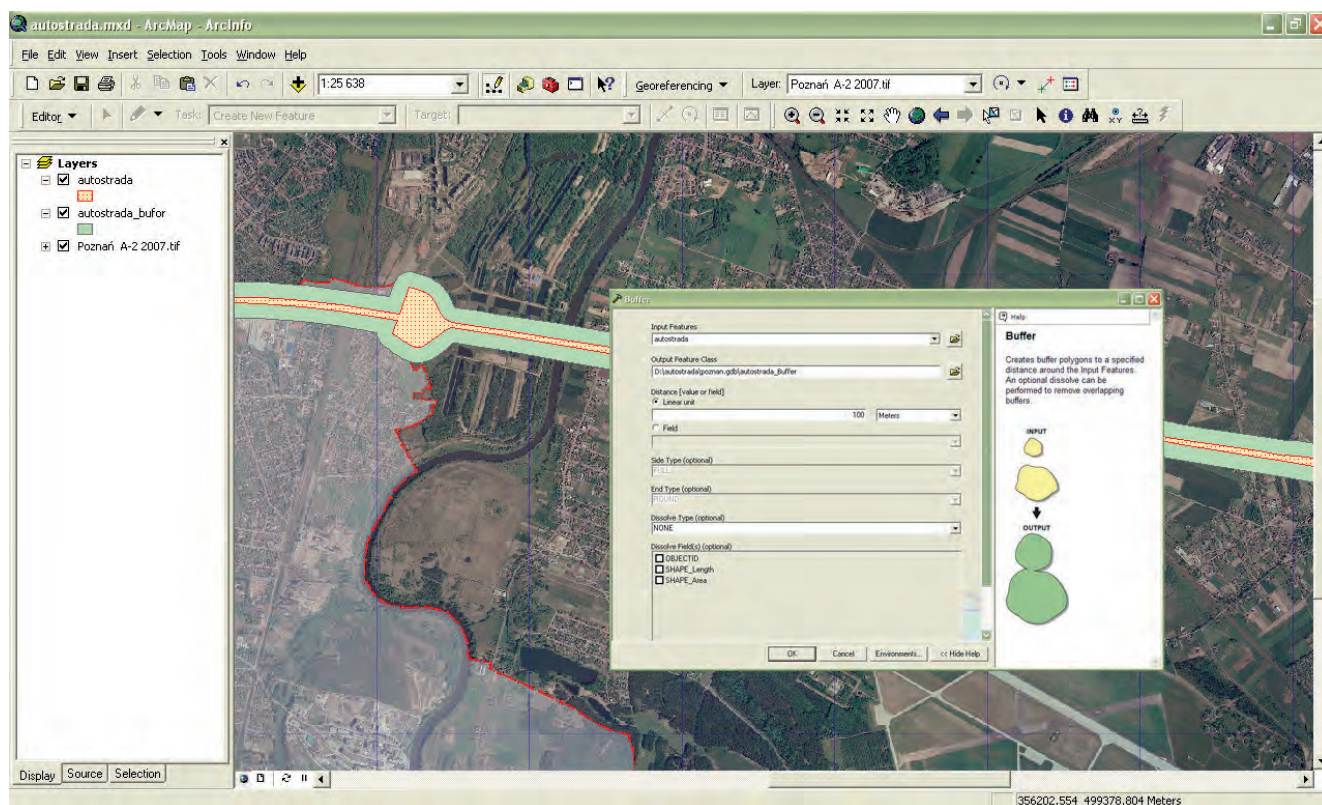 autostrada.mxd - ArcMap - ArcInfo
File Edit View Insert Selection Tools Window Help
1:25 638
Georeferencing
Layer: Poznań A-2 2007.tif
Editor
Task: Create New Feature
Target:
Layers
autostrada
autostrada_bufor
Poznań A-2 2007.tif
Buffer
Input Features
autostrada
Output Feature Class
D:\autostrada\poznan.gdb\autostrada_Buffer
Distance [value or field]
Linear unit
100 Meters
Field
Side Type (optional)
FULL
End Type (optional)
ROUND
Dissolve Type (optional)
NONE
Dissolve Field(s) (optional)
OBJECTID
SHAPE_Length
SHAPE_Area
OK Cancel Environments... << Hide Help
Help
Buffer
Creates buffer polygons to a specified
distance around the Input Features.
An optional dissolve can be
performed to remove overlapping
buffers.
INPUT
OUTPUT
Display Source Selection
356202,554 499378,804 Meters